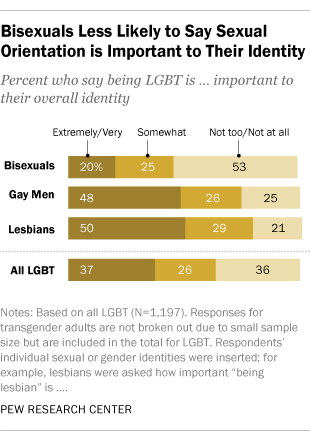 Bisexuals Less Likely to Say Sexual
Orientation is Important to Their Identity
Percent who say being LGBT is ... important to
their overall identity
Extremely/Very Somewhat Not too/Not at all
Bisexuals 20% 25 53
Gay Men 48 26 25
Lesbians 50 29 21
All LGBT 37 26 36
Notes: Based on all LGBT (N=1,197). Responses for
transgender adults are not broken out due to small sample
size but are included in the total for LGBT. Respondents'
individual sexual or gender identities were inserted; for
example, lesbians were asked how important “being
lesbian” is ....
PEW RESEARCH CENTER